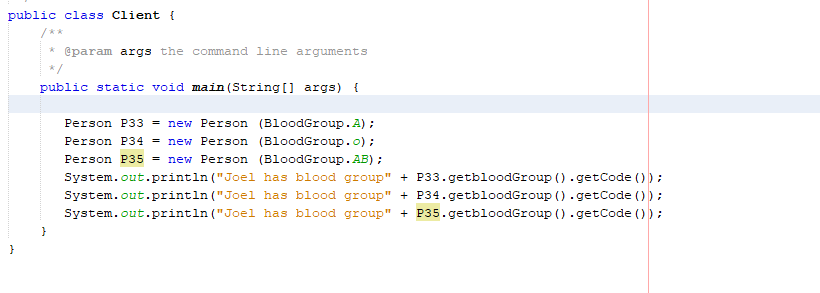 public class Client {
/**
* @param args the command line arguments
*/
public static void main(String[] args) {
Person P33 = new Person (BloodGroup.A);
Person P34 = new Person (BloodGroup.o);
Person P35 = new Person (BloodGroup.AB);
System.out.println("Joel has blood group" + P33.getbloodGroup().getCode());
System.out.println("Joel has blood group" + P34.getbloodGroup().getCode());
System.out.println("Joel has blood group" + P35.getbloodGroup().getCode());
}
}